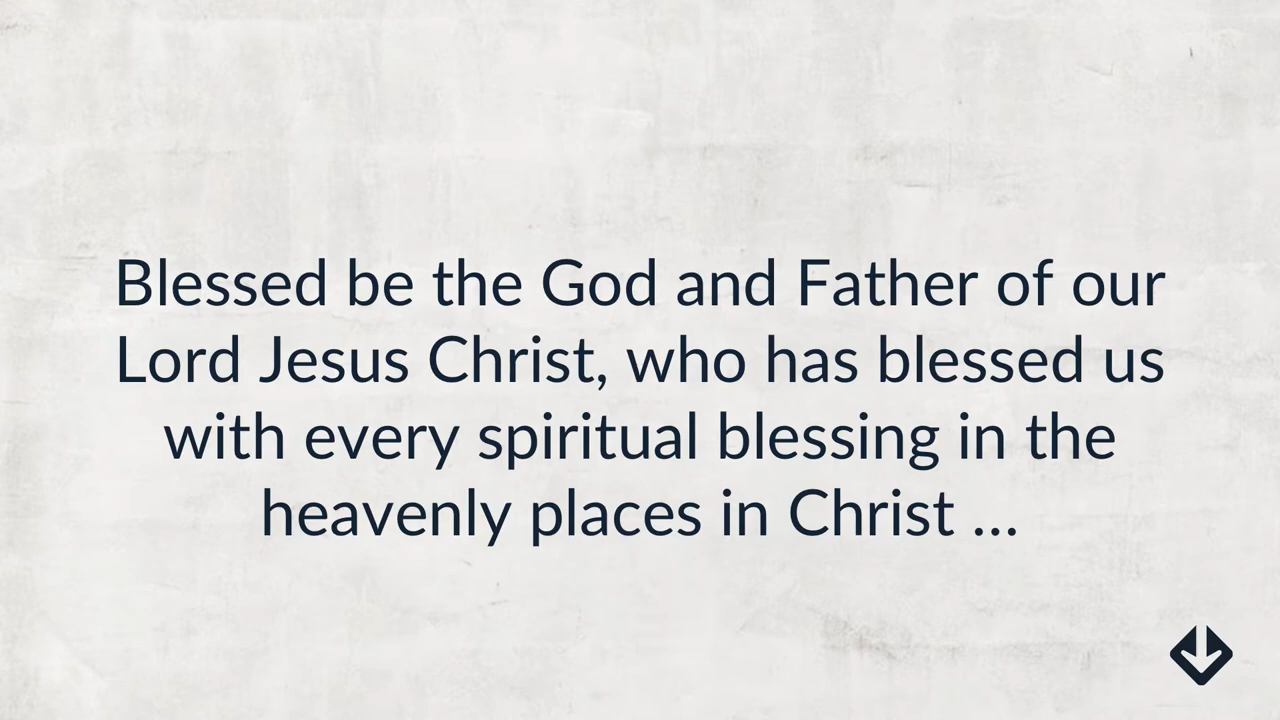 Blessed be the God and Father of our
Lord Jesus Christ, who has blessed us
with every spiritual blessing in the
heavenly places in Christ ...